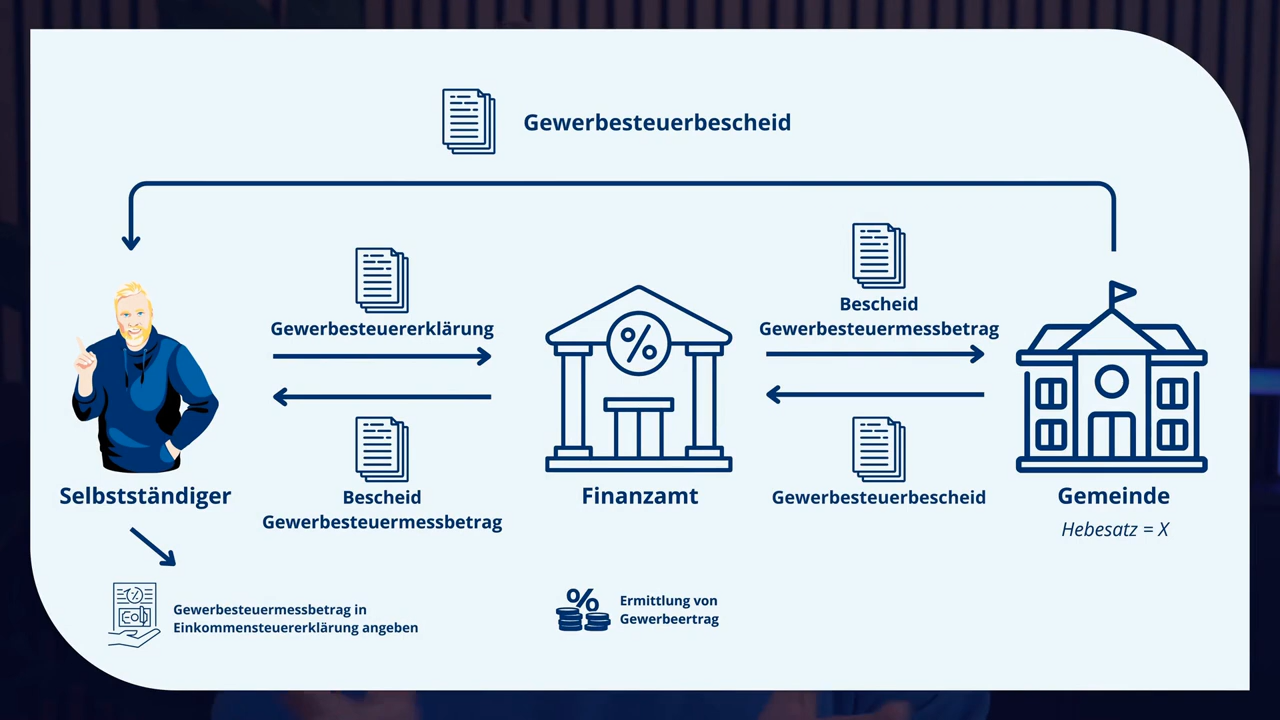 Gewerbesteuerbescheid
Gewerbesteuererklärung
Bescheid
Gewerbesteuermessbetrag
Selbstständiger
Bescheid
Gewerbesteuermessbetrag
Finanzamt
Gewerbesteuerbescheid
Gemeinde
Hebesatz = X
Gewerbesteuermessbetrag in
Einkommensteuererklärung angeben
%
%
Ermittlung von
Gewerbeertrag